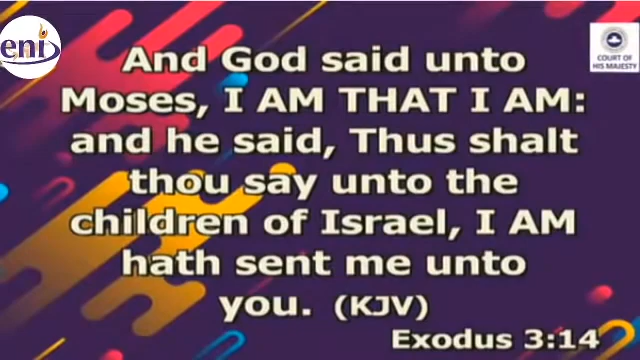 eni
COURT OF
HIS MAJESTY
And God said unto
Moses, I AM THAT I AM:
and he said, Thus shalt
thou say unto the
children of Israel, I AM
hath sent me unto
you. (KJV)
Exodus 3:14